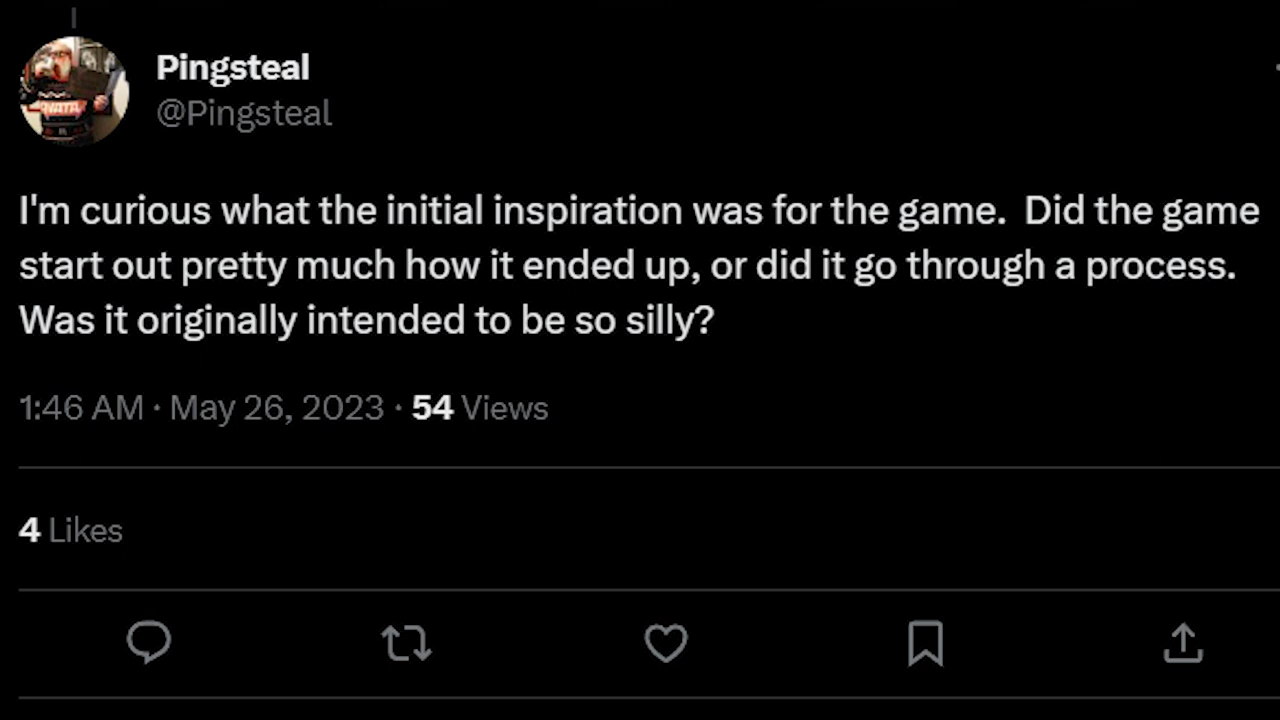 Pingsteal
@Pingsteal
I'm curious what the initial inspiration was for the game.  Did the game
start out pretty much how it ended up, or did it go through a process.
Was it originally intended to be so silly?
1:46 AM · May 26, 2023 · 54 Views
4 Likes